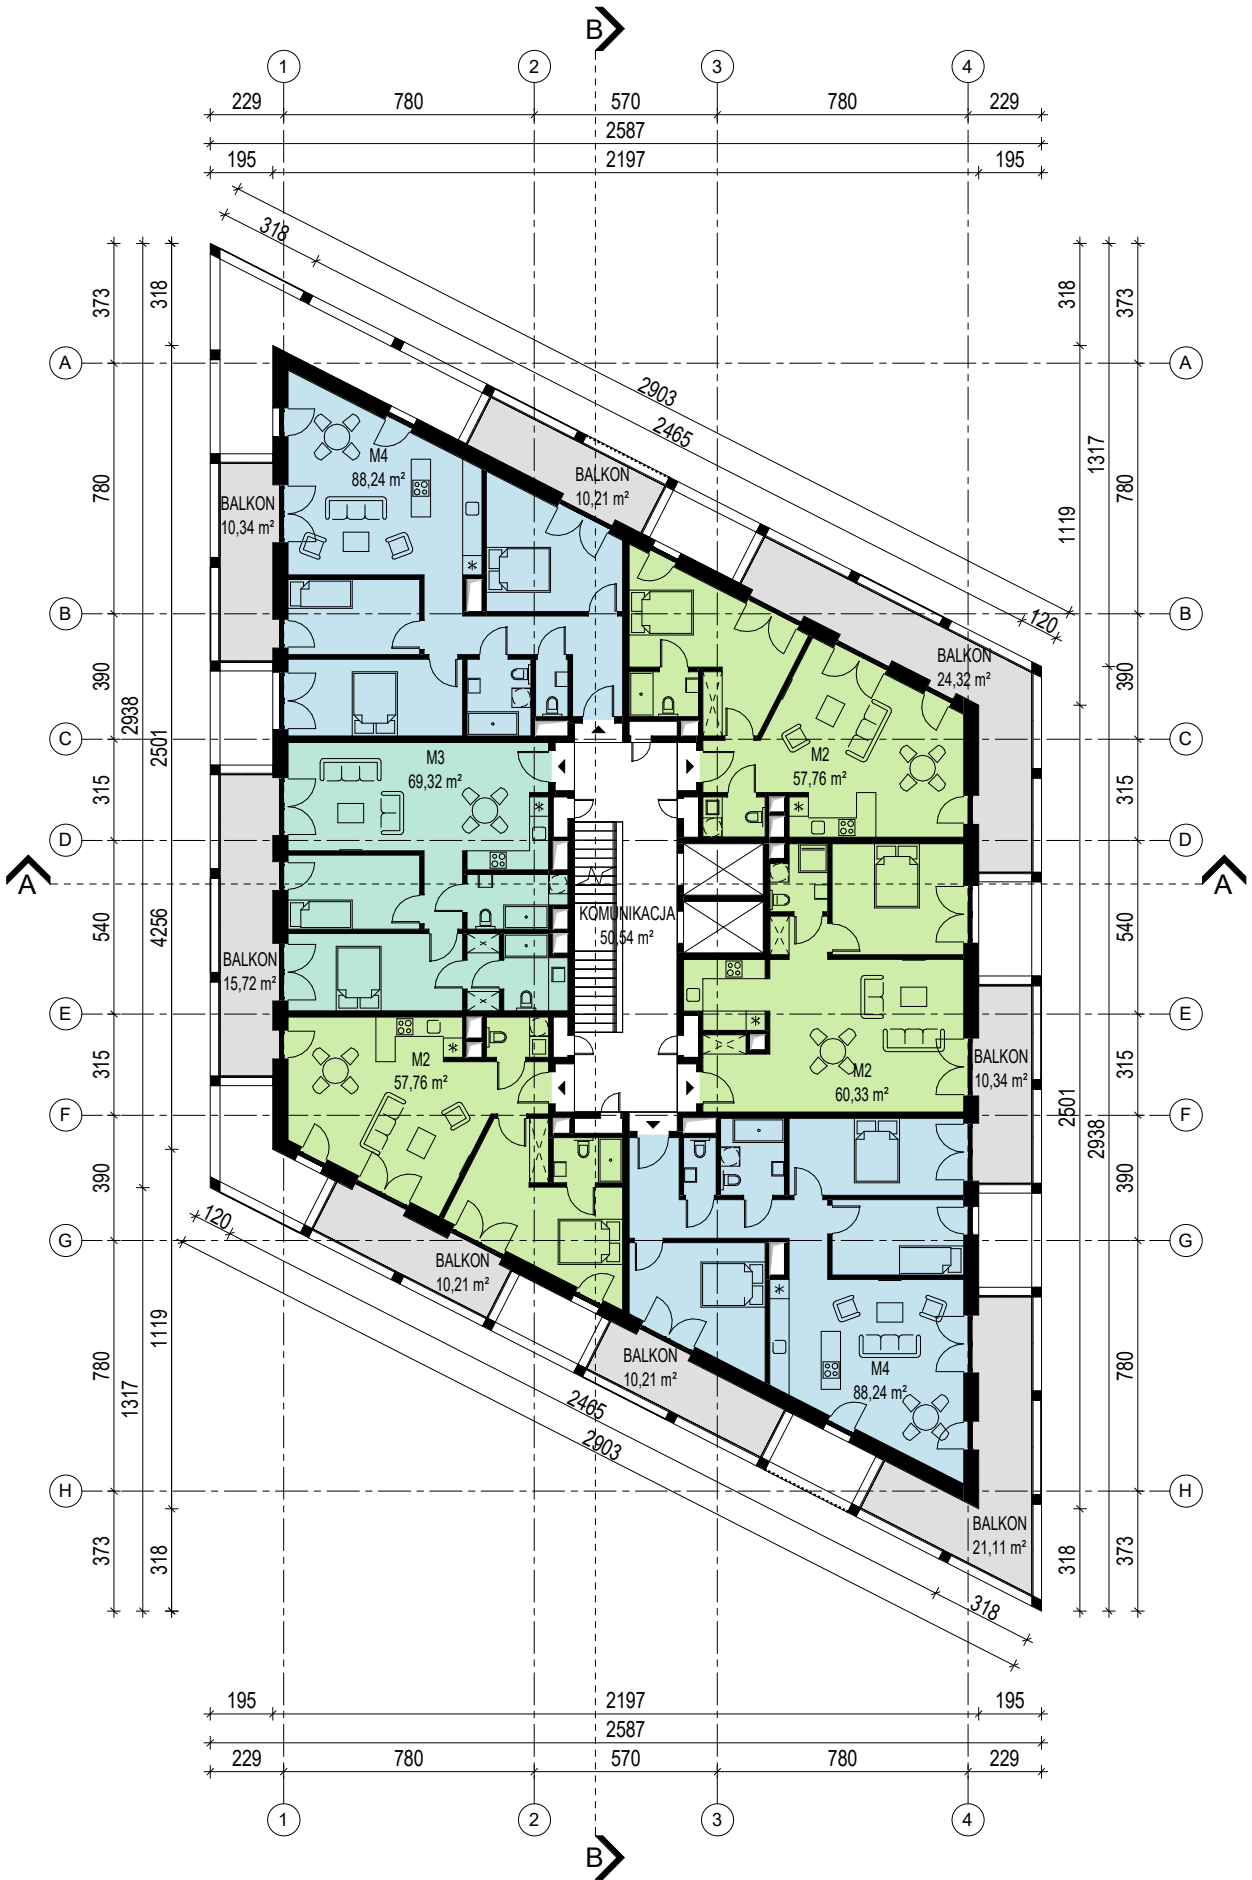 B
1 2 3 4
229 780 570 780 229
2587
195 2197 195
318
2903
2465
120
373 318 318 373
A A
780 1317 1119 780
M4
88,24 m²
BALKON
10,21 m²
BALKON
10,34 m²
B B
390 2938 2501 390
BALKON
24,32 m²
C C
M3
69,32 m²
M2
57,76 m²
315 315
D D
A A
540 4256 540
KOMUNIKACJA
50,54 m²
BALKON
15,72 m²
E E
315 315
M2
57,76 m²
M2
60,33 m²
BALKON
10,34 m²
F F
390 2501 2938 390
120
G G
BALKON
10,21 m²
BALKON
10,21 m²
M4
88,24 m²
780 1317 1119 780
2465
2903
H H
BALKON
21,11 m²
373 318 318 373
318
195 2197 195
2587
229 780 570 780 229
1 2 3 4
B